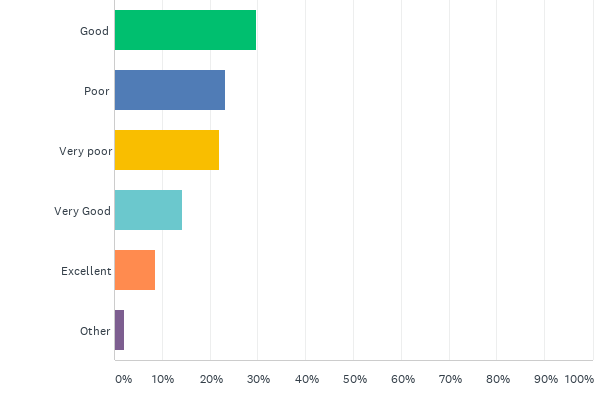 Good
Poor
Very poor
Very Good
Excellent
Other
0% 10% 20% 30% 40% 50% 60% 70% 80% 90% 100%